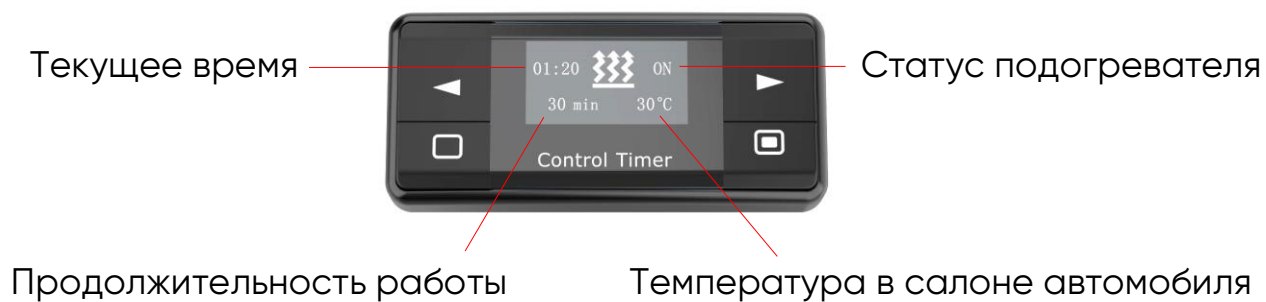 Текущее время
01:20
ON
Статус подогревателя
30 min
30°C
Control Timer
Продолжительность работы
Температура в салоне автомобиля